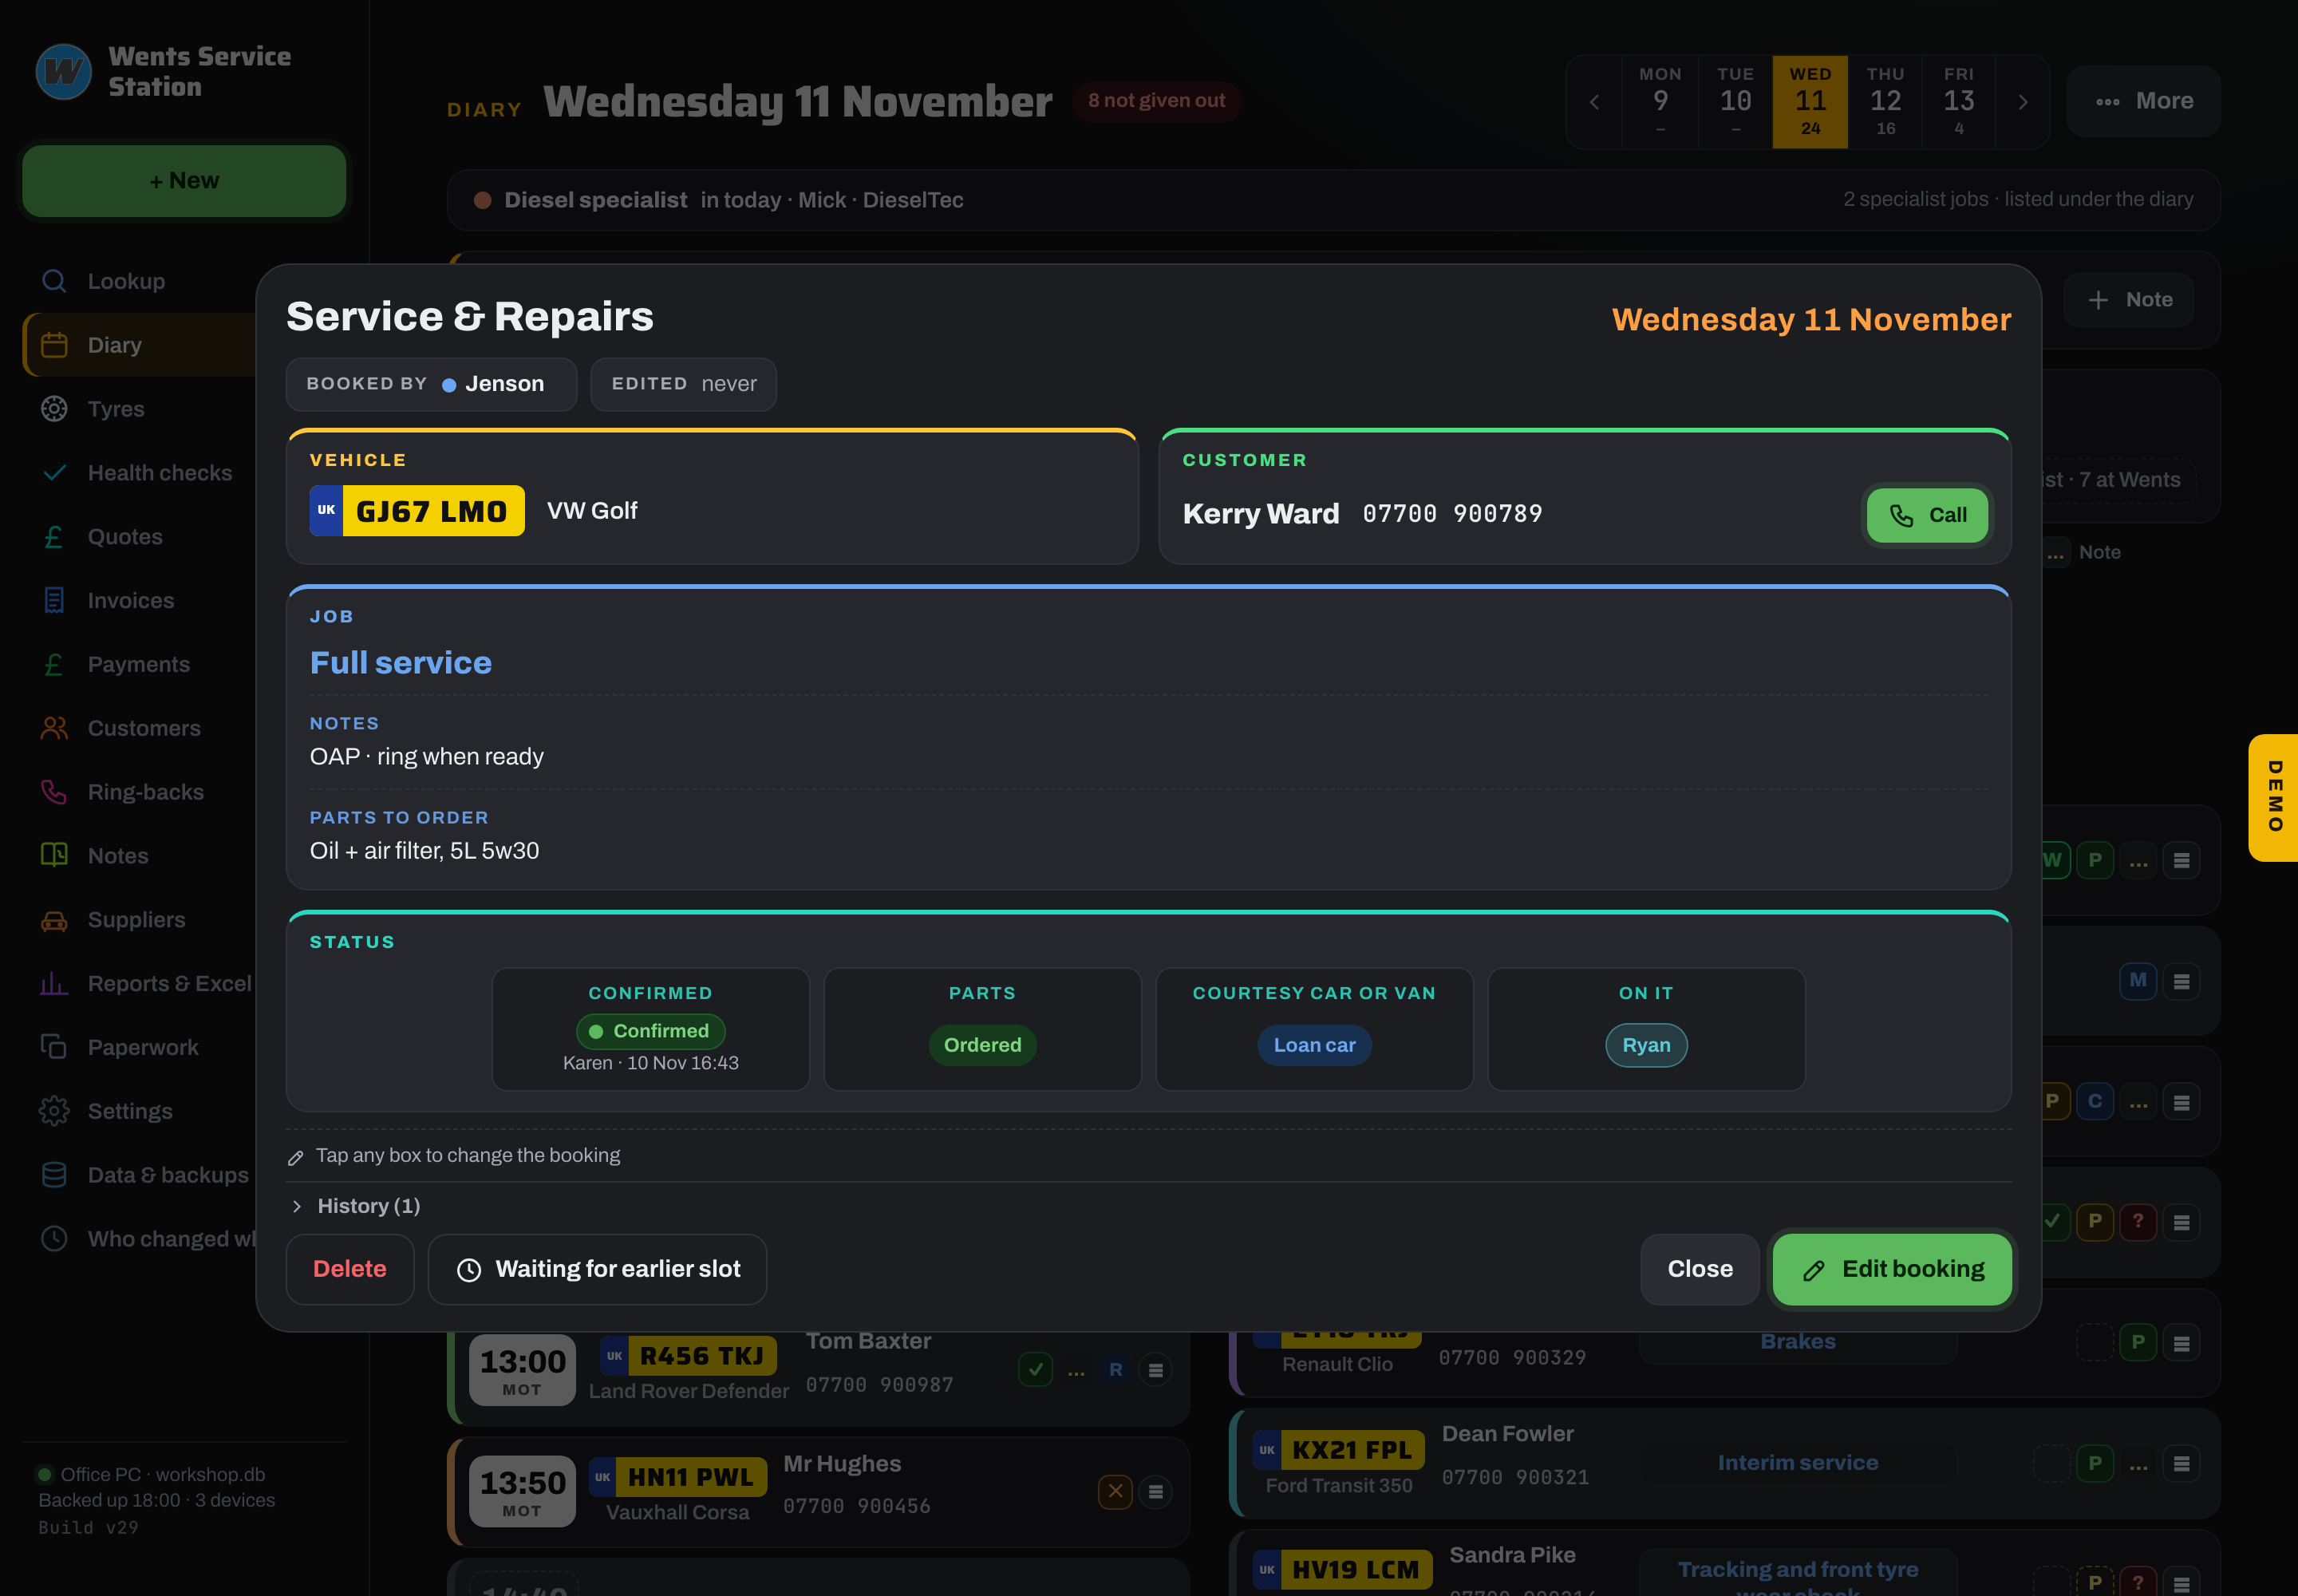 Wents Service
Station
+ New
Lookup
Diary
Tyres
Health checks
Quotes
Invoices
Payments
Customers
Ring-backs
Notes
Suppliers
Reports & Excel
Paperwork
Settings
Data & backups
Who changed
Office PC · workshop.db
Backed up 18:00 · 3 devices
Build v29
DIARY
Wednesday 11 November
8 not given out
MON
9
–
TUE
10
–
WED
11
24
THU
12
16
FRI
13
4
More
Diesel specialist in today · Mick · DieselTec
2 specialist jobs · listed under the diary
Note
· 7 at Wents
... Note
Service & Repairs
Wednesday 11 November
BOOKED BY Jenson
EDITED never
VEHICLE
UK GJ67 LMO VW Golf
CUSTOMER
Kerry Ward 07700 900789
Call
JOB
Full service
NOTES
OAP · ring when ready
PARTS TO ORDER
Oil + air filter, 5L 5w30
STATUS
CONFIRMED
Confirmed
Karen · 10 Nov 16:43
PARTS
Ordered
COURTESY CAR OR VAN
Loan car
ON IT
Ryan
Tap any box to change the booking
History (1)
Delete
Waiting for earlier slot
Close
Edit booking
DEMO
W P ...
M
P C ...
P ?
13:00
MOT
UK R456 TKJ
Land Rover Defender
Tom Baxter
07700 900987
... R
13:50
MOT
UK HN11 PWL
Vauxhall Corsa
Mr Hughes
07700 900456
Renault Clio
07700 900329
Brakes
P
UK KX21 FPL
Ford Transit 350
Dean Fowler
07700 900321
Interim service
P ...
UK HV19 LCM
Sandra Pike
Tracking and front tyre
P ?